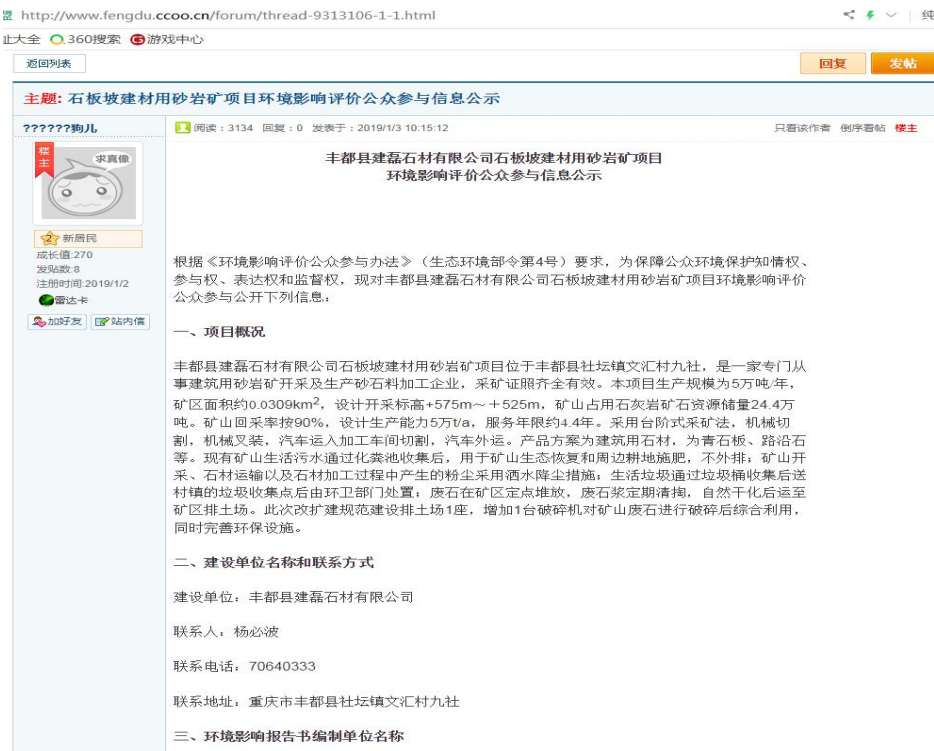 http://www.fengdu.ccoo.cn/forum/thread-9313106-1-1.html
址大全 360搜索 游戏中心
返回列表 回复 发帖
主题: 石板坡建材用砂岩矿项目环境影响评价公众参与信息公示
??????狗儿
阅读：3134 回复：0 发表于：2019/1/3 10:15:12 只看该作者 倒序看帖 楼主
楼主
求真像
新居民
成长值:270
发贴数:8
注册时间:2019/1/2
雷达卡
加好友 站内信
丰都县建磊石材有限公司石板坡建材用砂岩矿项目
环境影响评价公众参与信息公示
根据《环境影响评价公众参与办法》（生态环境部令第4号）要求，为保障公众环境保护知情权、
参与权、表达权和监督权，现对丰都县建磊石材有限公司石板坡建材用砂岩矿项目环境影响评价
公众参与公开下列信息：
一、项目概况
丰都县建磊石材有限公司石板坡建材用砂岩矿项目位于丰都县社坛镇文汇村九社，是一家专门从
事建筑用砂岩矿开采及生产砂石料加工企业，采矿证照齐全有效。本项目生产规模为5万吨/年，
矿区面积约0.0309km²，设计开采标高+575m～＋525m，矿山占用石灰岩矿石资源储量24.4万
吨。矿山回采率按90%，设计生产能力5万t/a，服务年限约4.4年。采用台阶式采矿法，机械切
割，机械叉装，汽车运入加工车间切割，汽车外运。产品方案为建筑用石材，为青石板、路沿石
等。现有矿山生活污水通过化粪池收集后，用于矿山生态恢复和周边耕地施肥，不外排；矿山开
采、石材运输以及石材加工过程中产生的粉尘采用洒水降尘措施；生活垃圾通过垃圾桶收集后送
村镇的垃圾收集点后由环卫部门处置；废石在矿区定点堆放，废石浆定期清掏，自然干化后运至
矿区排土场。此次改扩建规范建设排土场1座，增加1台破碎机对矿山废石进行破碎后综合利用，
同时完善环保设施。
二、建设单位名称和联系方式
建设单位：丰都县建磊石材有限公司
联系人：杨必波
联系电话：70640333
联系地址：重庆市丰都县社坛镇文汇村九社
三、环境影响报告书编制单位名称